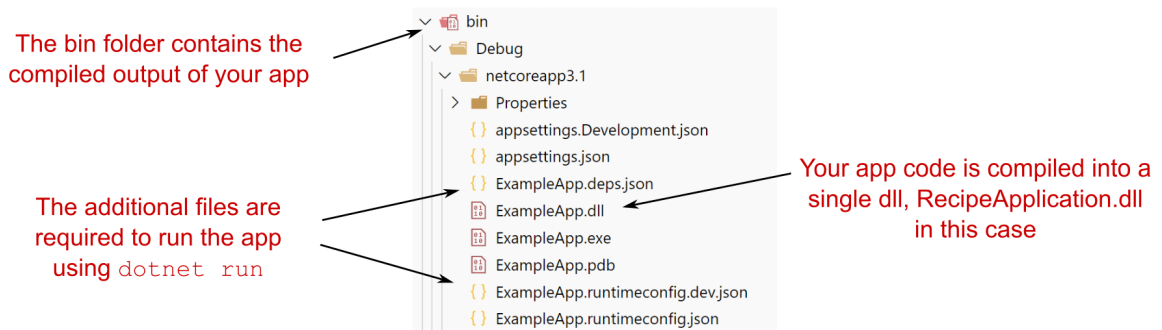 The bin folder contains the
compiled output of your app
The additional files are
required to run the app
using dotnet run
bin
Debug
netcoreapp3.1
Properties
appsettings.Development.json
appsettings.json
ExampleApp.deps.json
ExampleApp.dll
ExampleApp.exe
ExampleApp.pdb
ExampleApp.runtimeconfig.dev.json
ExampleApp.runtimeconfig.json
Your app code is compiled into a
single dll, RecipeApplication.dll
in this case